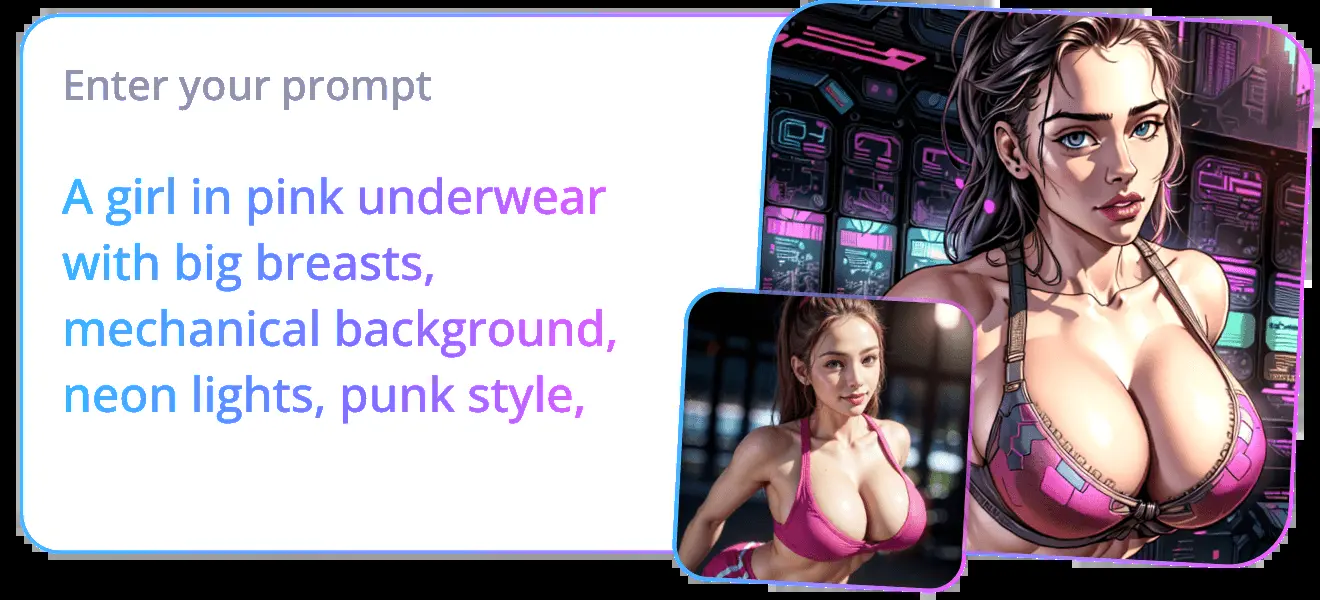 Enter your prompt
A girl in pink underwear
with big breasts,
mechanical background,
neon lights, punk style,